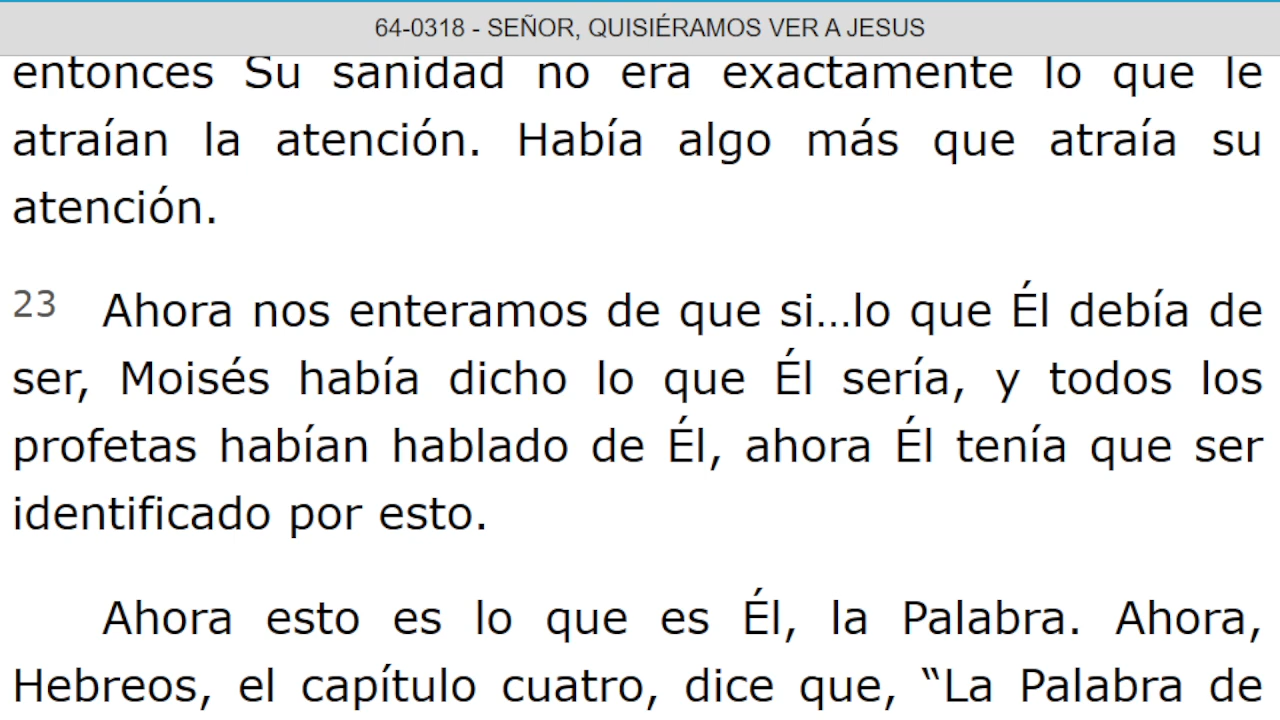 64-0318 - SEÑOR, QUISIÉRAMOS VER A JESUS
entonces Su sanidad no era exactamente lo que le
atraían la atención. Había algo más que atraía su
atención.
23 Ahora nos enteramos de que si...lo que Él debía de
ser, Moisés había dicho lo que Él sería, y todos los
profetas habían hablado de Él, ahora Él tenía que ser
identificado por esto.
Ahora esto es lo que es Él, la Palabra. Ahora,
Hebreos, el capítulo cuatro, dice que, “La Palabra de